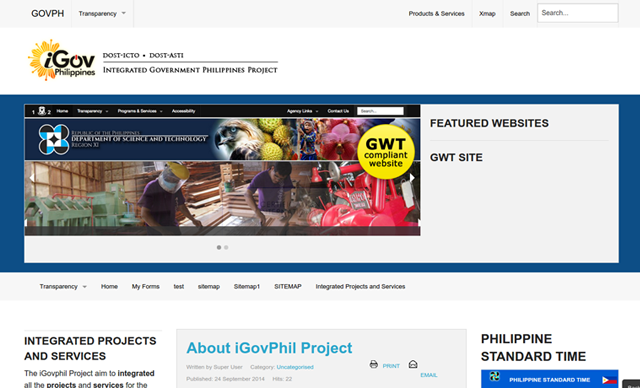 GOVPH
Transparency
Products & Services
Xmap
Search
Search...
iGov
Philippines
DOST-ICTO • DOST-ASTI
INTEGRATED GOVERNMENT PHILIPPINES PROJECT
1 2 Home Transparency Programs & Services Accessibility Agency Links Contact Us Search...
REPUBLIC OF THE PHILIPPINES
DEPARTMENT OF SCIENCE AND TECHNOLOGY
REGION XI
GWT
compliant
website
FEATURED WEBSITES
GWT SITE
Transparency Home My Forms test sitemap Sitemap1 SITEMAP Integrated Projects and Services
INTEGRATED PROJECTS
AND SERVICES
The iGovphil Project aim to integrated
all the projects and services for the
About iGovPhil Project
Written by Super User Category: Uncategorised
Published: 24 September 2014 Hits: 22
PRINT
EMAIL
PHILIPPINE
STANDARD TIME
PHILIPPINE STANDARD TIME